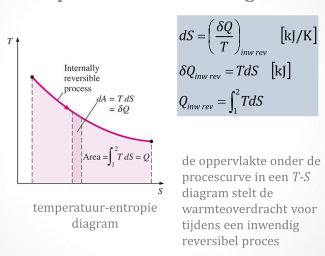 T
Internally
reversible
process
dA = T dS
= δQ
Area = ∫₁² T dS = Q
S
temperatuur-entropie
diagram
dS = (δQ/T)inw rev [kJ/K]
δQinw rev = TdS [kJ]
Qinw rev = ∫₁² TdS
de oppervlakte onder de
procescurve in een T-S
diagram stelt de
warmteoverdracht voor
tijdens een inwendig
reversibel proces